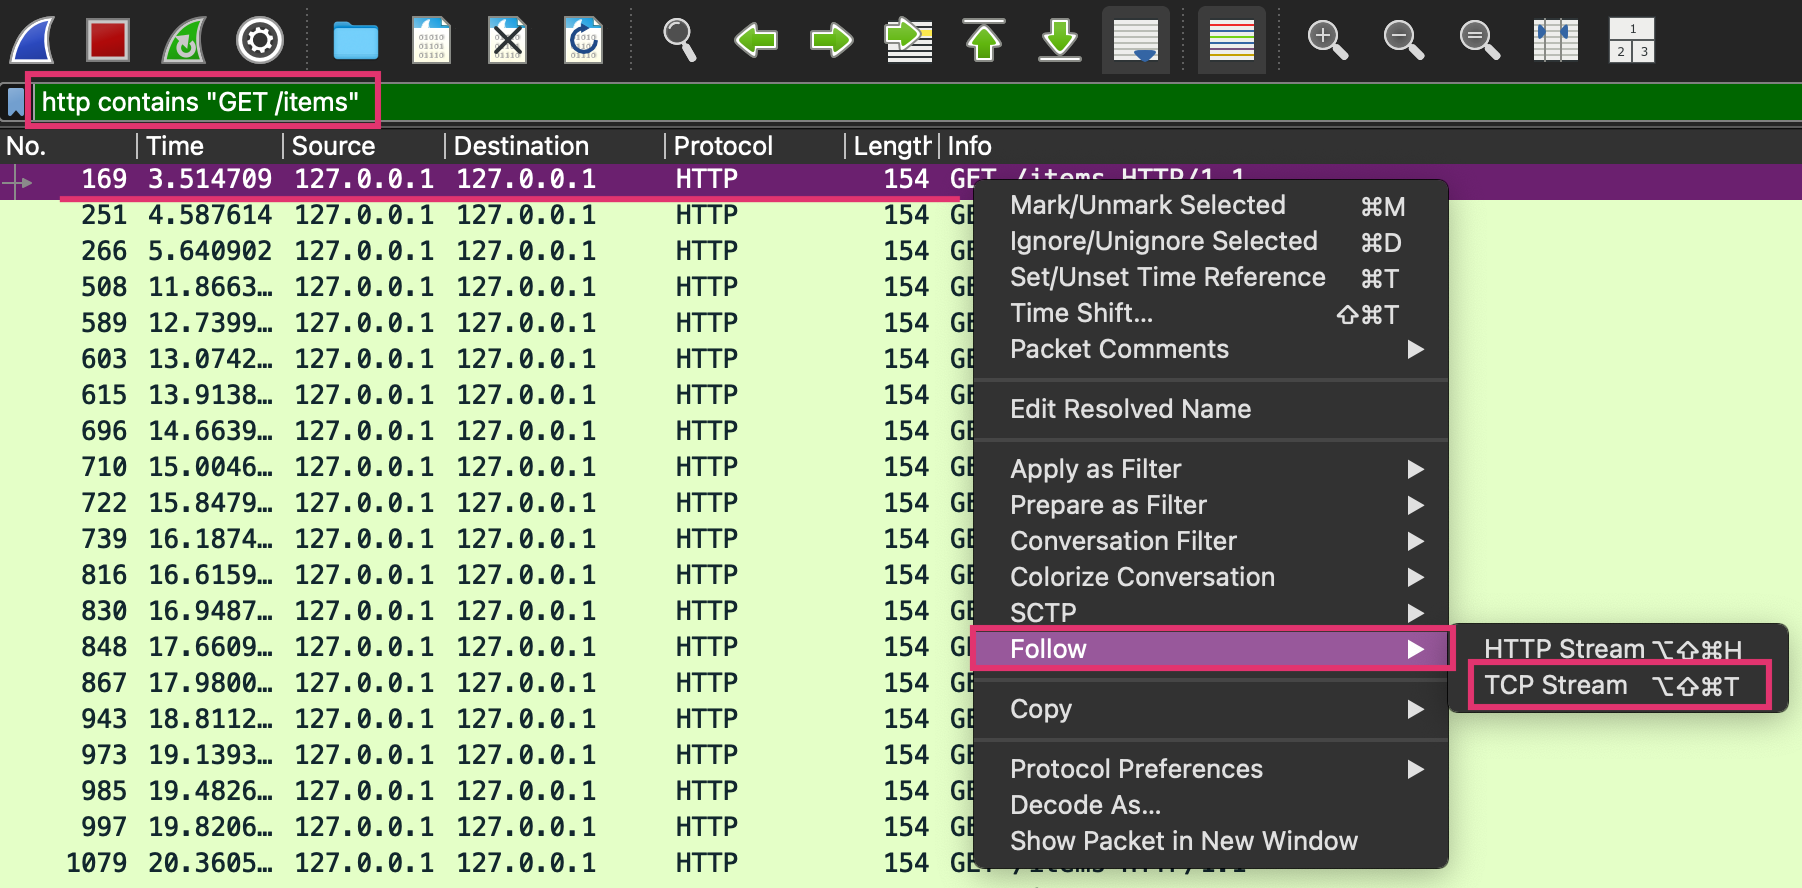 1
2 3
http contains "GET /items"
No. Time Source Destination Protocol Length Info
169 3.514709 127.0.0.1 127.0.0.1 HTTP 154 GET /items HTTP/1.1
251 4.587614 127.0.0.1 127.0.0.1 HTTP 154 GE
266 5.640902 127.0.0.1 127.0.0.1 HTTP 154 GE
508 11.8663… 127.0.0.1 127.0.0.1 HTTP 154 GE
589 12.7399… 127.0.0.1 127.0.0.1 HTTP 154 GE
603 13.0742… 127.0.0.1 127.0.0.1 HTTP 154 GE
615 13.9138… 127.0.0.1 127.0.0.1 HTTP 154 GE
696 14.6639… 127.0.0.1 127.0.0.1 HTTP 154 GE
710 15.0046… 127.0.0.1 127.0.0.1 HTTP 154 GE
722 15.8479… 127.0.0.1 127.0.0.1 HTTP 154 GE
739 16.1874… 127.0.0.1 127.0.0.1 HTTP 154 GE
816 16.6159… 127.0.0.1 127.0.0.1 HTTP 154 GE
830 16.9487… 127.0.0.1 127.0.0.1 HTTP 154 GE
848 17.6609… 127.0.0.1 127.0.0.1 HTTP 154 GE
867 17.9800… 127.0.0.1 127.0.0.1 HTTP 154 GE
943 18.8112… 127.0.0.1 127.0.0.1 HTTP 154 GE
973 19.1393… 127.0.0.1 127.0.0.1 HTTP 154 GE
985 19.4826… 127.0.0.1 127.0.0.1 HTTP 154 GE
997 19.8206… 127.0.0.1 127.0.0.1 HTTP 154 GE
1079 20.3605… 127.0.0.1 127.0.0.1 HTTP 154 GET /items HTTP/1.1
Mark/Unmark Selected ⌘M
Ignore/Unignore Selected ⌘D
Set/Unset Time Reference ⌘T
Time Shift... ⇧⌘T
Packet Comments ▶
Edit Resolved Name
Apply as Filter ▶
Prepare as Filter ▶
Conversation Filter ▶
Colorize Conversation ▶
SCTP ▶
Follow ▶
Copy ▶
Protocol Preferences ▶
Decode As...
Show Packet in New Window
HTTP Stream ⌥⇧⌘H
TCP Stream ⌥⇧⌘T